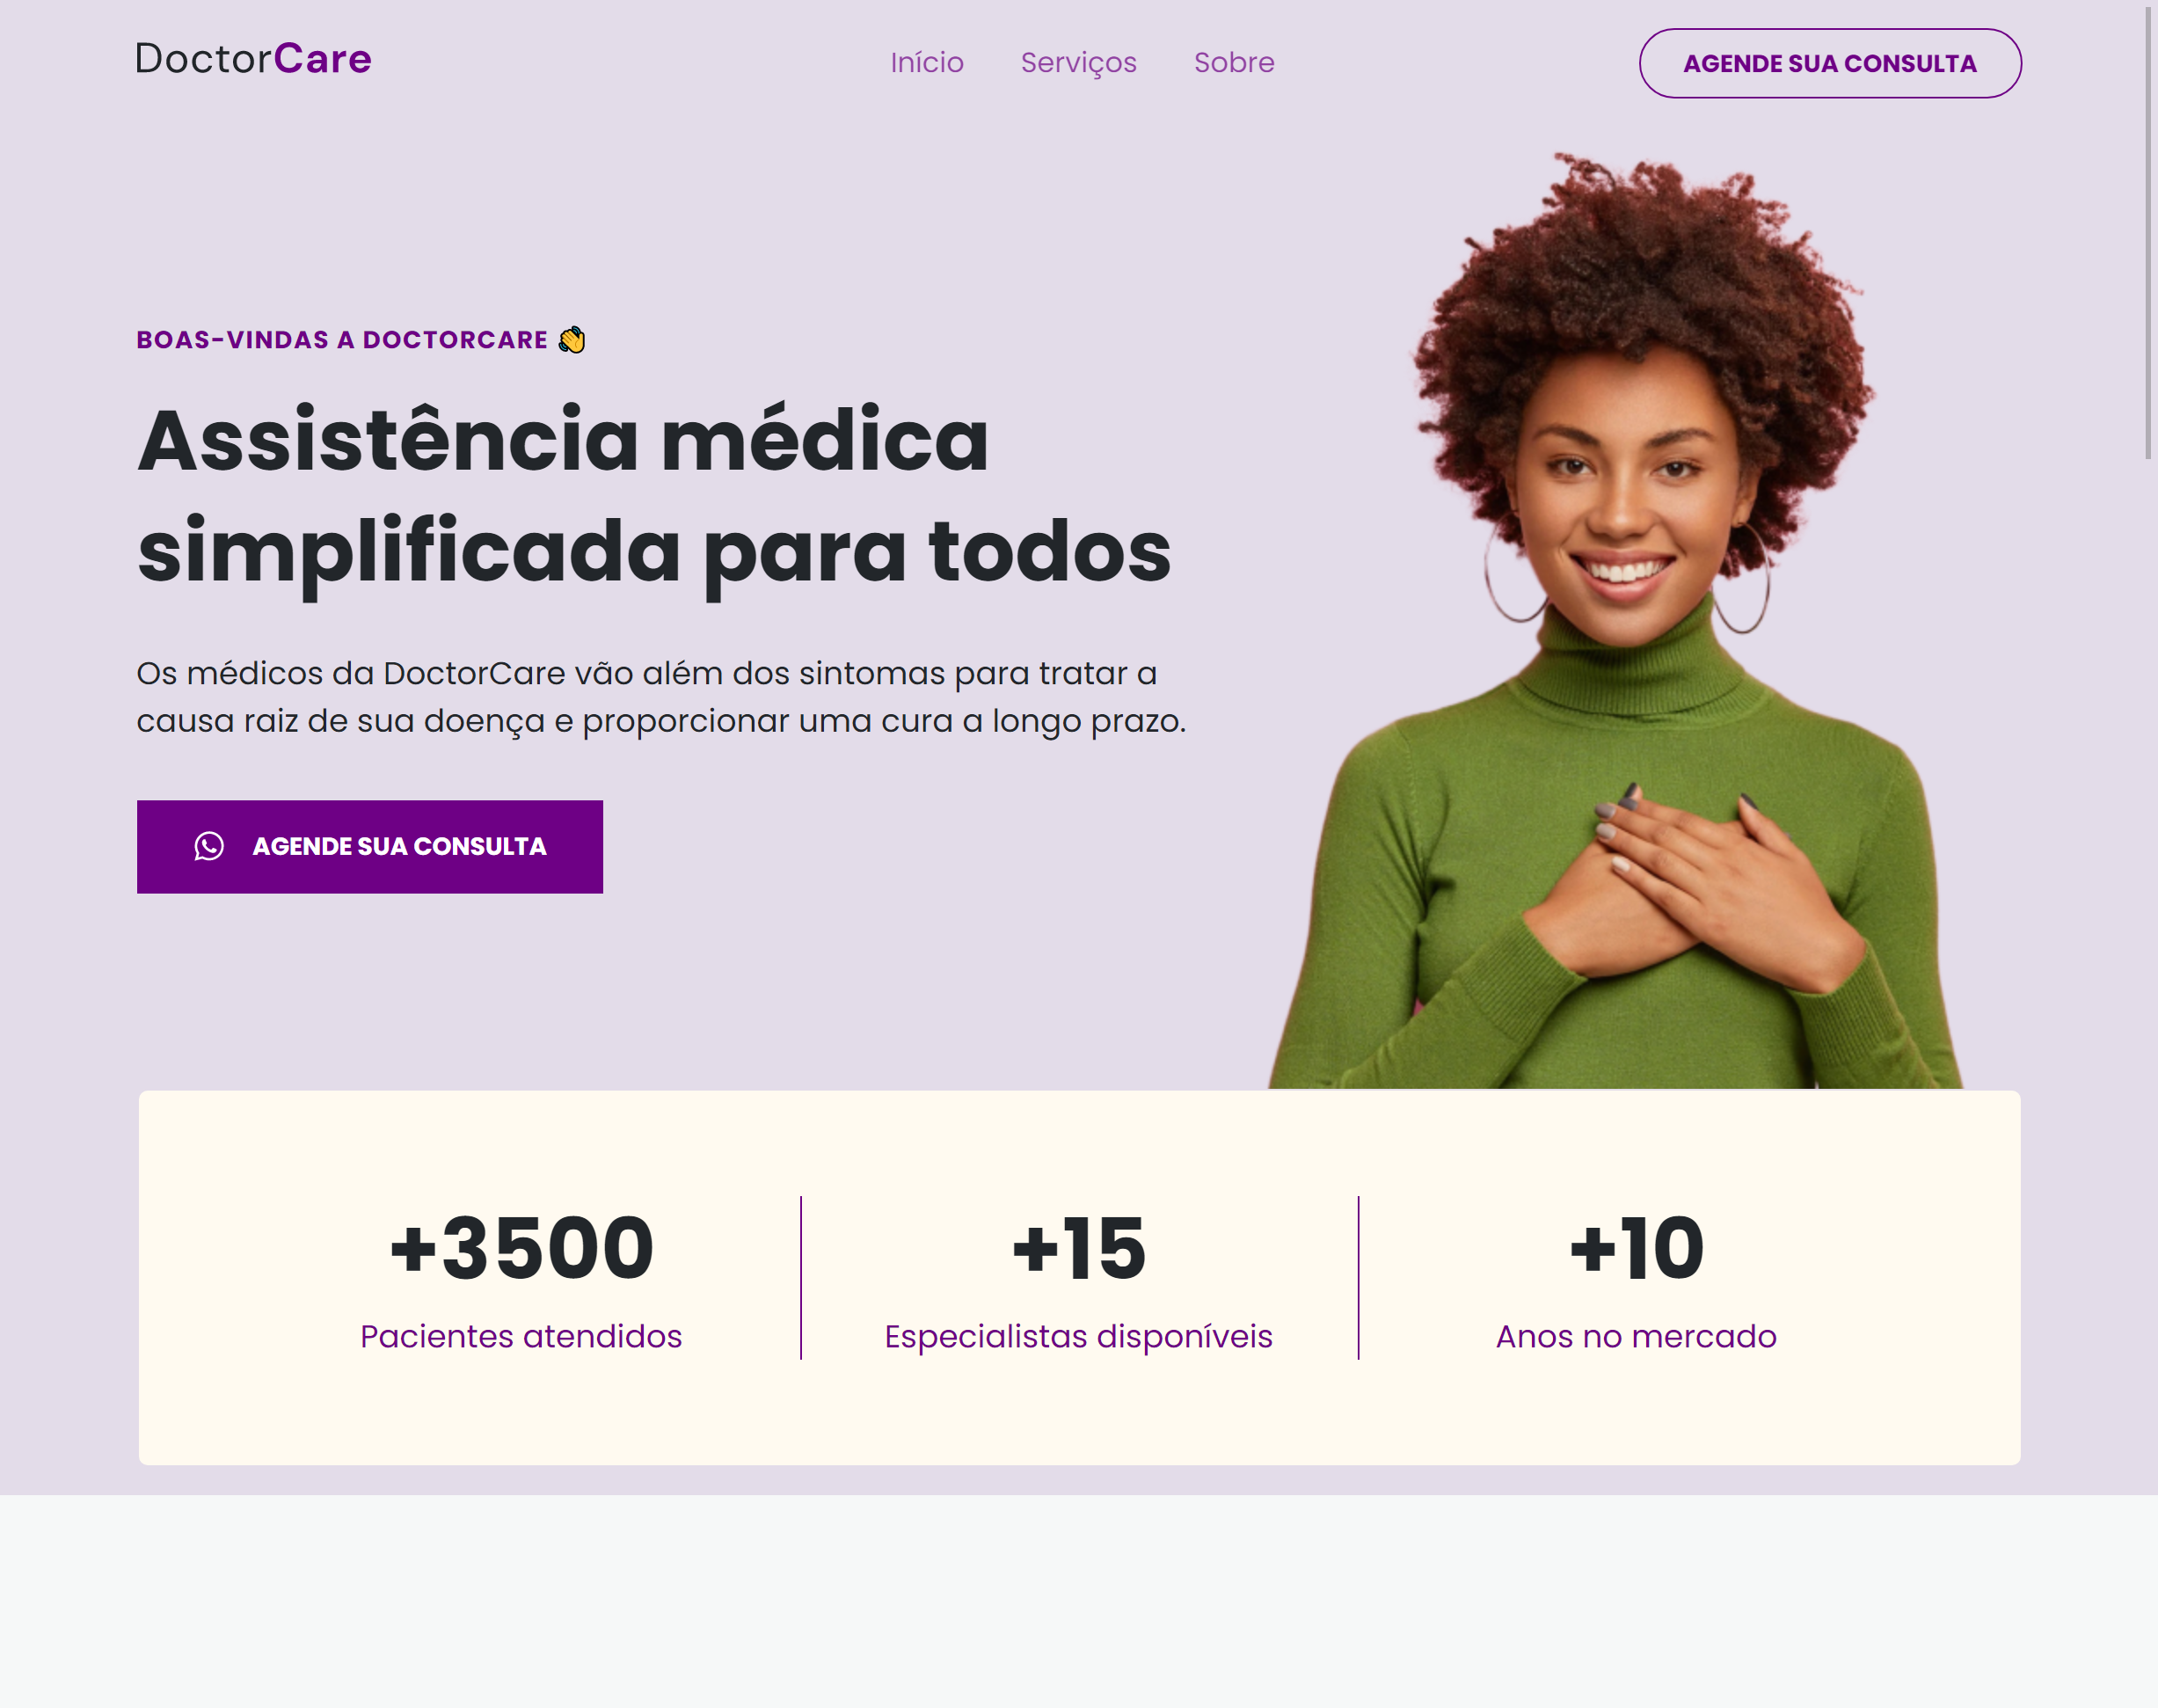 DoctorCare
Início Serviços Sobre
AGENDE SUA CONSULTA
BOAS-VINDAS A DOCTORCARE 👋
Assistência médica
simplificada para todos
Os médicos da DoctorCare vão além dos sintomas para tratar a
causa raiz de sua doença e proporcionar uma cura a longo prazo.
AGENDE SUA CONSULTA
+3500
Pacientes atendidos
+15
Especialistas disponíveis
+10
Anos no mercado